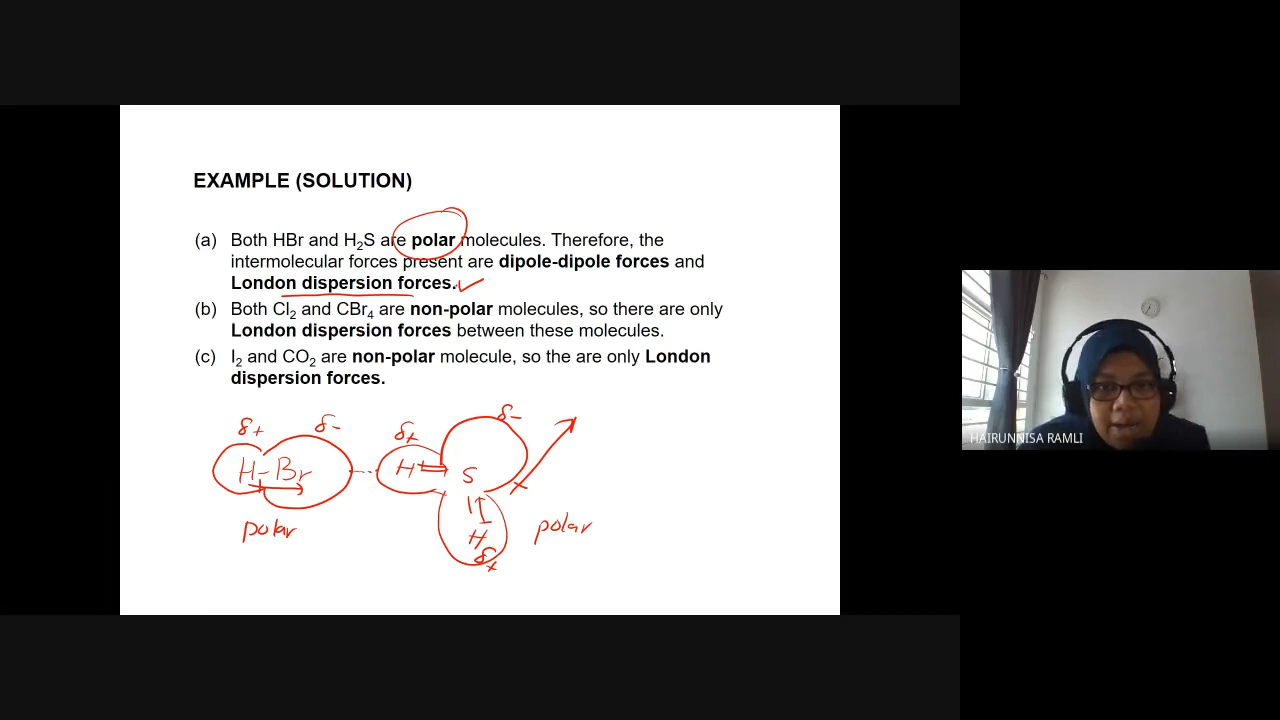 EXAMPLE (SOLUTION)
(a) Both HBr and H₂S are polar molecules. Therefore, the
intermolecular forces present are dipole-dipole forces and
London dispersion forces.
(b) Both Cl₂ and CBr₄ are non-polar molecules, so there are only
London dispersion forces between these molecules.
(c) I₂ and CO₂ are non-polar molecule, so the are only London
dispersion forces.
δ+ δ- δ+ δ-
H-Br H S
polar H polar
δ+
HAIRUNNISA RAMLI